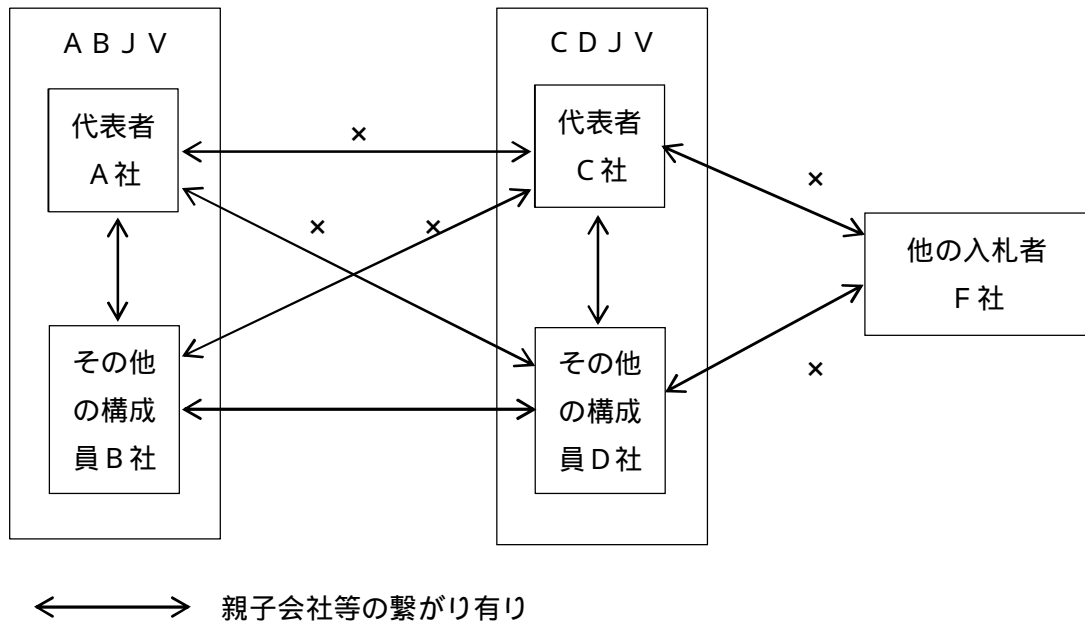 ＡＢＪＶ
代表者
Ａ社
その他
の構成
員Ｂ社
×
×
×
ＣＤＪＶ
代表者
Ｃ社
その他
の構成
員Ｄ社
×
×
他の入札者
Ｆ社
親子会社等の繋がり有り